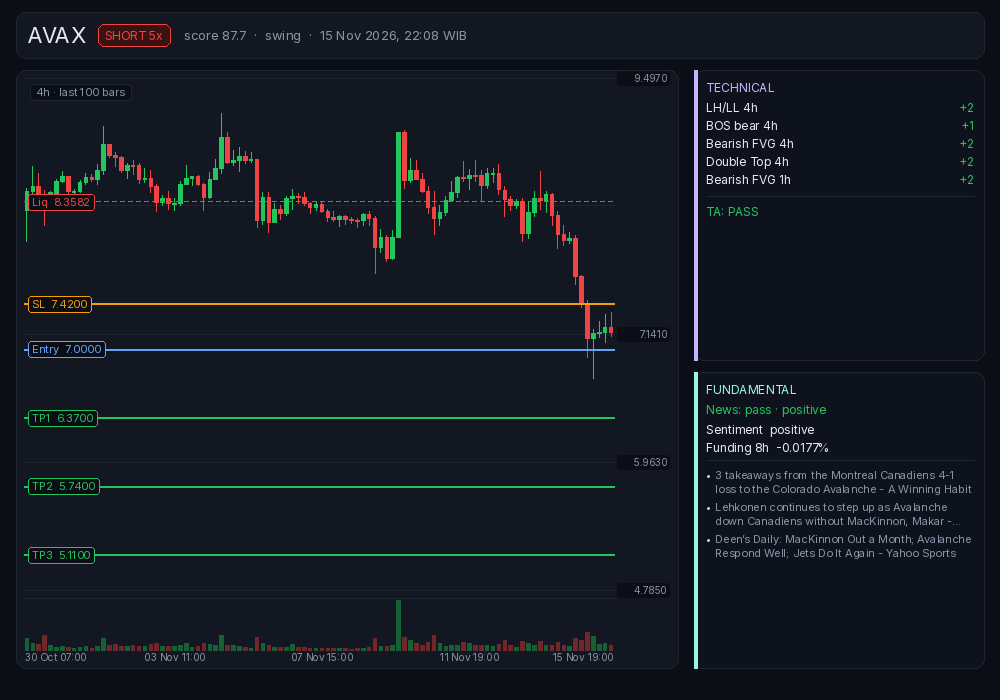 AVAX SHORT 5x score 87.7 · swing · 15 Nov 2026, 22:08 WIB
4h · last 100 bars
9.4970
Liq 8.3582
SL 7.4200
7.1410
Entry 7.0000
TP1 6.3700
5.9630
TP2 5.7400
TP3 5.1100
4.7850
30 Oct 07:00 03 Nov 11:00 07 Nov 15:00 11 Nov 19:00 15 Nov 19:00
TECHNICAL
LH/LL 4h +2
BOS bear 4h +1
Bearish FVG 4h +2
Double Top 4h +2
Bearish FVG 1h +2
TA: PASS
FUNDAMENTAL
News: pass · positive
Sentiment positive
Funding 8h -0.0177%
• 3 takeaways from the Montreal Canadiens 4-1
loss to the Colorado Avalanche - A Winning Habit
• Lehkonen continues to step up as Avalanche
down Canadiens without MacKinnon, Makar -...
• Deen's Daily: MacKinnon Out a Month; Avalanche
Respond Well; Jets Do It Again - Yahoo Sports